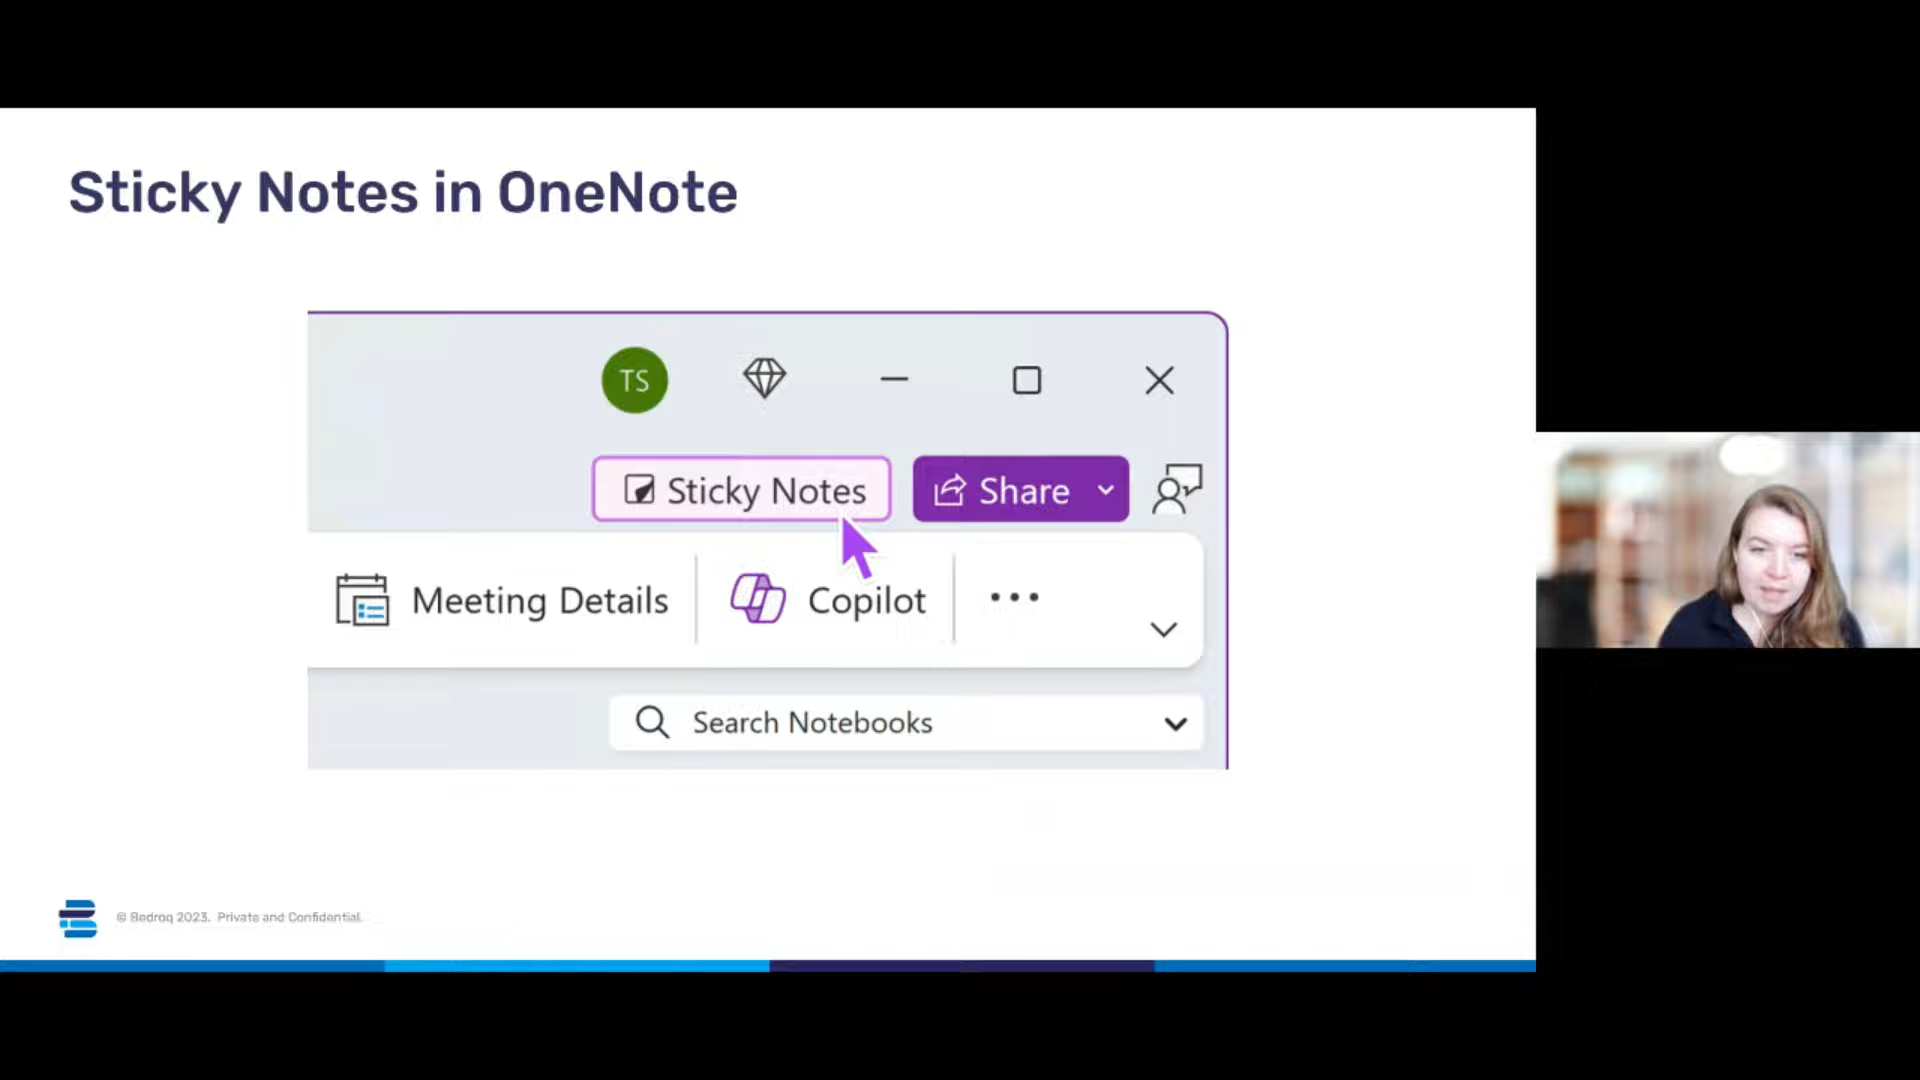 Sticky Notes in OneNote
TS
Sticky Notes
Share
Meeting Details
Copilot
Search Notebooks
© Bedroq 2023. Private and Confidential.